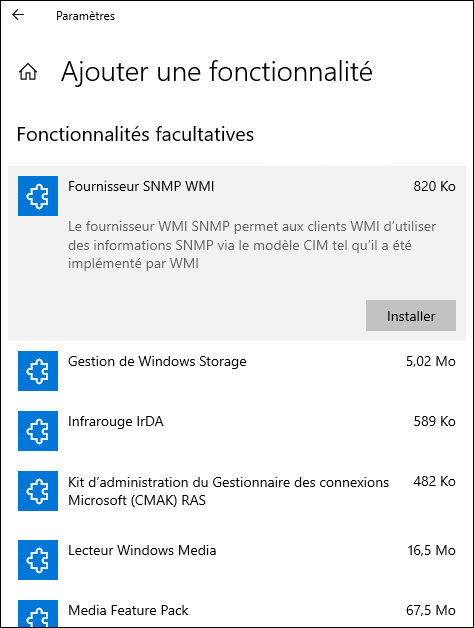 Paramètres
Ajouter une fonctionnalité
Fonctionnalités facultatives
Fournisseur SNMP WMI 820 Ko
Le fournisseur WMI SNMP permet aux clients WMI d’utiliser
des informations SNMP via le modèle CIM tel qu’il a été
implémenté par WMI
Installer
Gestion de Windows Storage 5,02 Mo
Infrarouge IrDA 589 Ko
Kit d’administration du Gestionnaire des connexions 482 Ko
Microsoft (CMAK) RAS
Lecteur Windows Media 16,5 Mo
Media Feature Pack 67,5 Mo